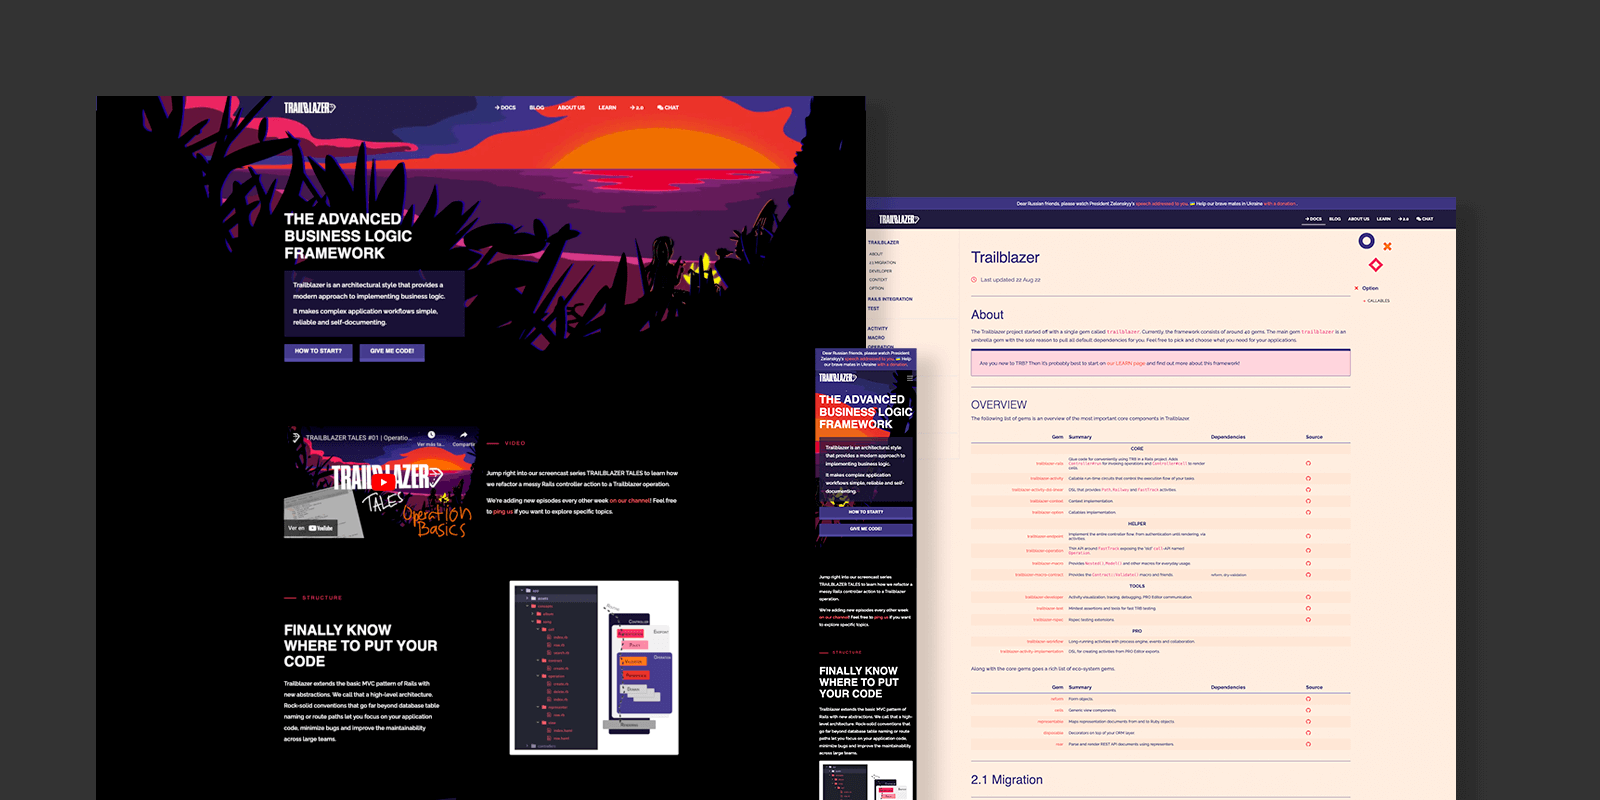 TRAILBLAZER
DOCS BLOG ABOUT US LEARN 2.0 CHAT
THE ADVANCED
BUSINESS LOGIC
FRAMEWORK
Trailblazer is an architectural style that provides a
modern approach to implementing business logic.
It makes complex application workflows simple,
reliable and self-documenting.
HOW TO START? GIVE ME CODE!
TRAILBLAZER TALES #01 | Operatio...
Ver más ta... Comparte
TRAILBLAZER
TALES
Operation
Basics
Ver en YouTube
VIDEO
Jump right into our screencast series TRAILBLAZER TALES to learn how
we refactor a messy Rails controller action to a Trailblazer operation.
We're adding new episodes every other week on our channel! Feel free
to ping us if you want to explore specific topics.
STRUCTURE
FINALLY KNOW
WHERE TO PUT YOUR
CODE
Trailblazer extends the basic MVC pattern of Rails with
new abstractions. We call that a high-level architecture.
Rock-solid conventions that go far beyond database table
naming or route paths let you focus on your application
code, minimize bugs and improve the maintainability
across large teams.
Dear Russian friends, please watch President
Zelenskyy's speech addressed to you. Help
our brave mates in Ukraine with a donation.
TRAILBLAZER
THE ADVANCED
BUSINESS LOGIC
FRAMEWORK
Trailblazer is an architectural style
that provides a modern approach to
implementing business logic.
It makes complex application
workflows simple, reliable and self-
documenting.
HOW TO START?
GIVE ME CODE!
Jump right into our screencast series
TRAILBLAZER TALES to learn how we refactor a
messy Rails controller action to a Trailblazer
operation.
We're adding new episodes every other week
on our channel! Feel free to ping us if you want
to explore specific topics.
STRUCTURE
FINALLY KNOW
WHERE TO PUT
YOUR CODE
Trailblazer extends the basic MVC pattern of
Rails with new abstractions. We call that a high-
level architecture. Rock-solid conventions that
go far beyond database table naming or route
paths let you focus on your application code,
minimize bugs and improve the maintainability
across large teams.
Dear Russian friends, please watch President Zelenskyy's speech addressed to you. Help our brave mates in Ukraine with a donation.
TRAILBLAZER
DOCS BLOG ABOUT US LEARN 2.0 CHAT
TRAILBLAZER
ABOUT
2.1 MIGRATION
DEVELOPER
CONTEXT
OPTION
RAILS INTEGRATION
TEST
ACTIVITY
MACRO
OPERATION
Trailblazer
Last updated 22 Aug 22
About
The Trailblazer project started off with a single gem called trailblazer. Currently, the framework consists of around 40 gems. The main gem trailblazer is an
umbrella gem with the sole reason to pull all default dependencies for you. Feel free to pick and choose what you need for your applications.
Are you new to TRB? Then it's probably best to start on our LEARN page and find out more about this framework!
OVERVIEW
The following list of gems is an overview of the most important core components in Trailblazer.
Gem Summary Dependencies Source
CORE
trailblazer-rails Glue code for conveniently using TRB in a Rails project. Adds
Controller#run for invoking operations and Controller#cell to render
cells.
trailblazer-activity Callable run-time circuits that control the execution flow of your tasks.
trailblazer-activity-dsl-linear DSL that provides Path, Railway and FastTrack activities.
trailblazer-context Context implementation.
trailblazer-option Callables implementation.
HELPER
trailblazer-endpoint Implement the entire controller flow, from authentication until rendering, via
activities.
trailblazer-operation Thin API around FastTrack exposing the "old" call-API named
Operation.
trailblazer-macro Provides Nested(), Model() and other macros for everyday usage.
trailblazer-macro-contract Provides the Contract::Validate() macro and friends. reform, dry-validation
TOOLS
trailblazer-developer Activity visualization, tracing, debugging, PRO Editor communication.
trailblazer-test Minitest assertions and tests for fast TRB testing.
trailblazer-rspec Rspec testing extensions.
PRO
trailblazer-workflow Long-running activities with process engine, events and collaboration.
trailblazer-activity-implementation DSL for creating activities from PRO Editor exports.
Along with the core gems goes a rich list of eco-system gems.
Gem Summary Dependencies Source
reform Form objects.
cells Generic view components.
representable Maps representation documents from and to Ruby objects.
disposable Decorators on top of your ORM layer.
roar Parse and render REST API documents using representers.
2.1 Migration
Option
CALLABLES